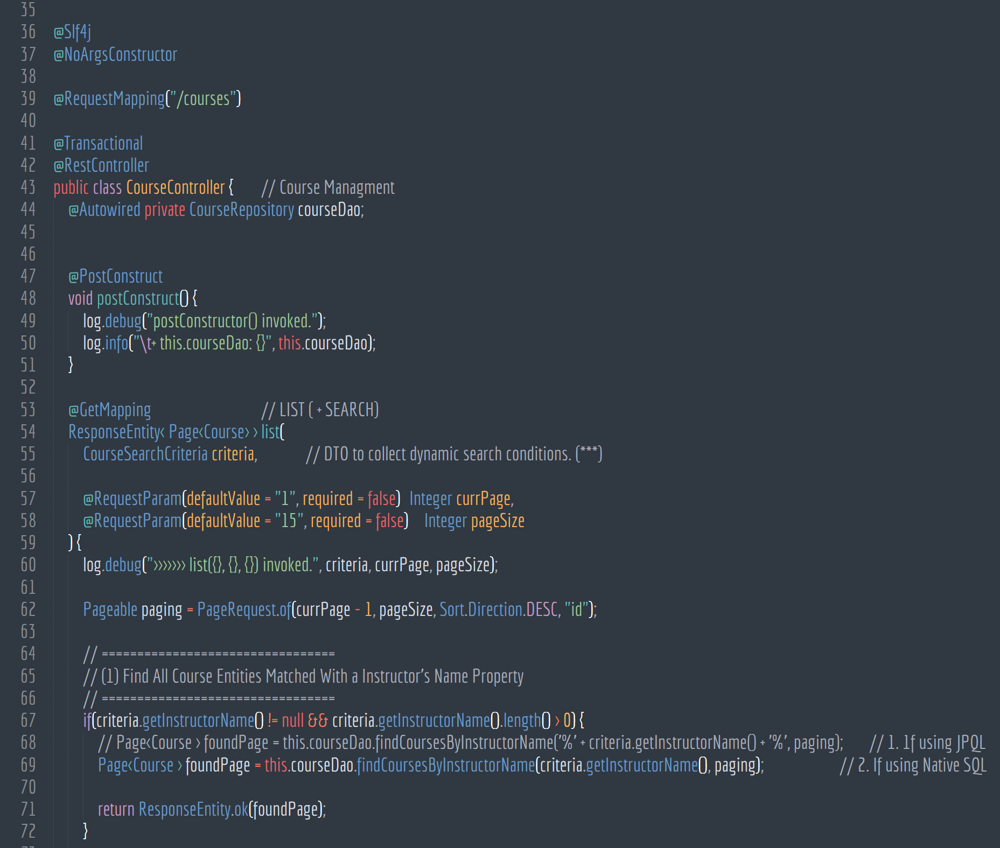 35
36 @Slf4j
37 @NoArgsConstructor
38
39 @RequestMapping("/courses")
40
41 @Transactional
42 @RestController
43 public class CourseController { // Course Managment
44 @Autowired private CourseRepository courseDao;
45
46
47 @PostConstruct
48 void postConstruct() {
49 log.debug("postConstructor() invoked.");
50 log.info("\t+ this.courseDao: {}", this.courseDao);
51 }
52
53 @GetMapping // LIST ( + SEARCH)
54 ResponseEntity< Page<Course> > list(
55 CourseSearchCriteria criteria, // DTO to collect dynamic search conditions. (***)
56
57 @RequestParam(defaultValue = "1", required = false) Integer currPage,
58 @RequestParam(defaultValue = "15", required = false) Integer pageSize
59 ) {
60 log.debug(">>>>>>> list({}, {}, {}) invoked.", criteria, currPage, pageSize);
61
62 Pageable paging = PageRequest.of(currPage - 1, pageSize, Sort.Direction.DESC, "id");
63
64 // =================================
65 // (1) Find All Course Entities Matched With a Instructor's Name Property
66 // =================================
67 if(criteria.getInstructorName() != null && criteria.getInstructorName().length() > 0) {
68 // Page<Course > foundPage = this.courseDao.findCoursesByInstructorName('%' + criteria.getInstructorName() + '%', paging); // 1. 1f using JPQL
69 Page<Course > foundPage = this.courseDao.findCoursesByInstructorName(criteria.getInstructorName(), paging); // 2. If using Native SQL
70
71 return ResponseEntity.ok(foundPage);
72 }